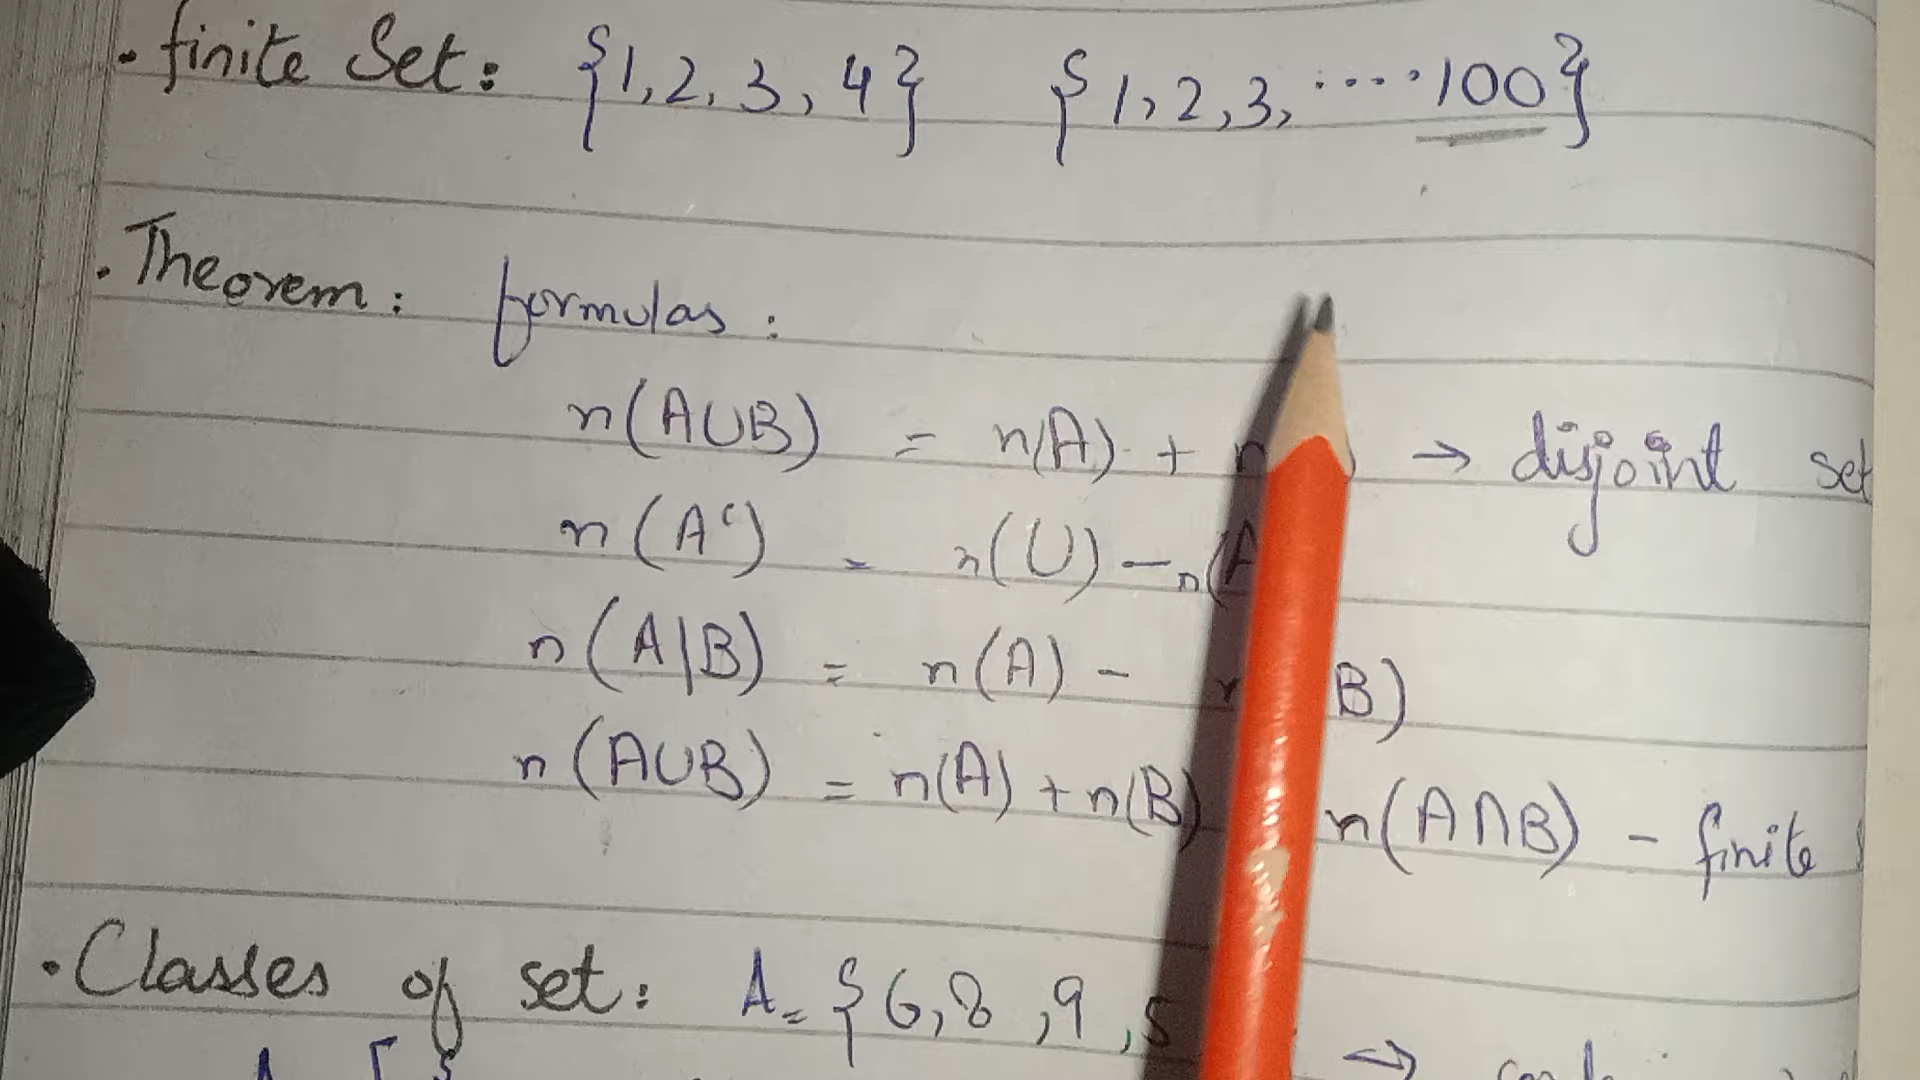 . finite Set: {1, 2, 3, 4} {1, 2, 3, ..... 100}
. Theorem: formulas:
n(A∪B) = n(A) + n ) → disjoint set
n(Aᶜ) = n(U) - n(A
n(A|B) = n(A) - B)
n(A∪B) = n(A) + n(B) n(A∩B) - finite
. Classes of set: A = {6, 8, 9, 5
→